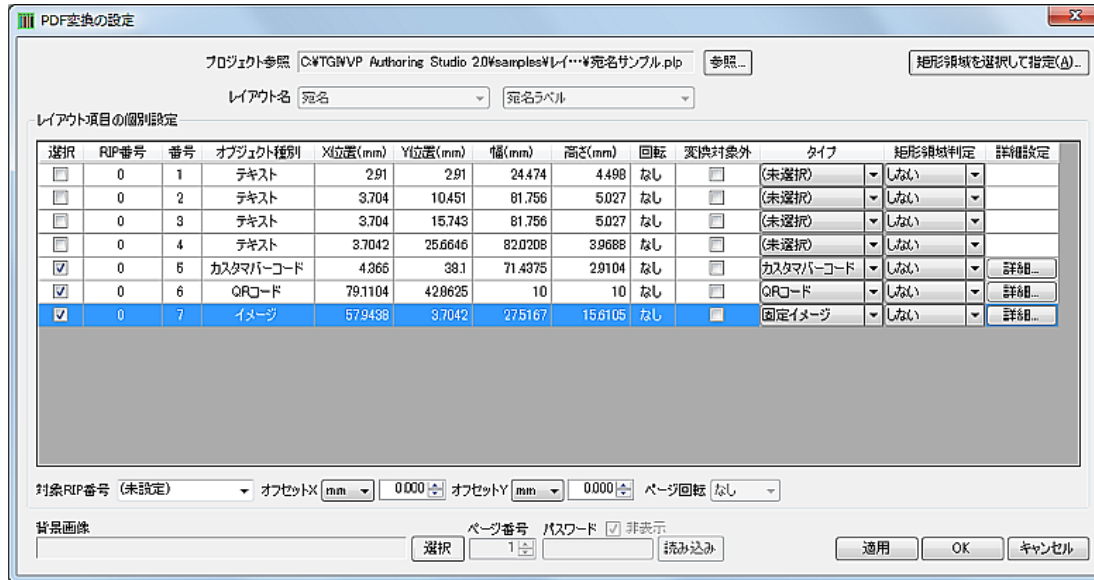 PDF変換の設定
プロジェクト参照 C:¥TGI¥VP Authoring Studio 2.0¥samples¥レイ…¥宛名サンプル.plp 参照... 矩形領域を選択して指定(A)...
レイアウト名 宛名 宛名ラベル
レイアウト項目の個別設定
選択 RIP番号 番号 オブジェクト種別 X位置(mm) Y位置(mm) 幅(mm) 高さ(mm) 回転 変換対象外 タイプ 矩形領域判定 詳細設定
0 1 テキスト 2.91 2.91 24.474 4.498 なし (未選択) しない
0 2 テキスト 3.704 10.451 81.756 5.027 なし (未選択) しない
0 3 テキスト 3.704 15.743 81.756 5.027 なし (未選択) しない
0 4 テキスト 3.7042 25.6646 82.0208 3.9688 なし (未選択) しない
0 5 カスタマバーコード 4.366 38.1 71.4375 2.9104 なし カスタマバーコード しない 詳細...
0 6 QRコード 79.1104 42.8625 10 10 なし QRコード しない 詳細...
0 7 イメージ 57.9438 3.7042 27.5167 15.6105 なし 固定イメージ しない 詳細...
対象RIP番号 (未設定) オフセットX mm 0.000 オフセットY mm 0.000 ページ回転 なし
背景画像 ページ番号 パスワード 非表示
選択 1 読み込み 適用 OK キャンセル